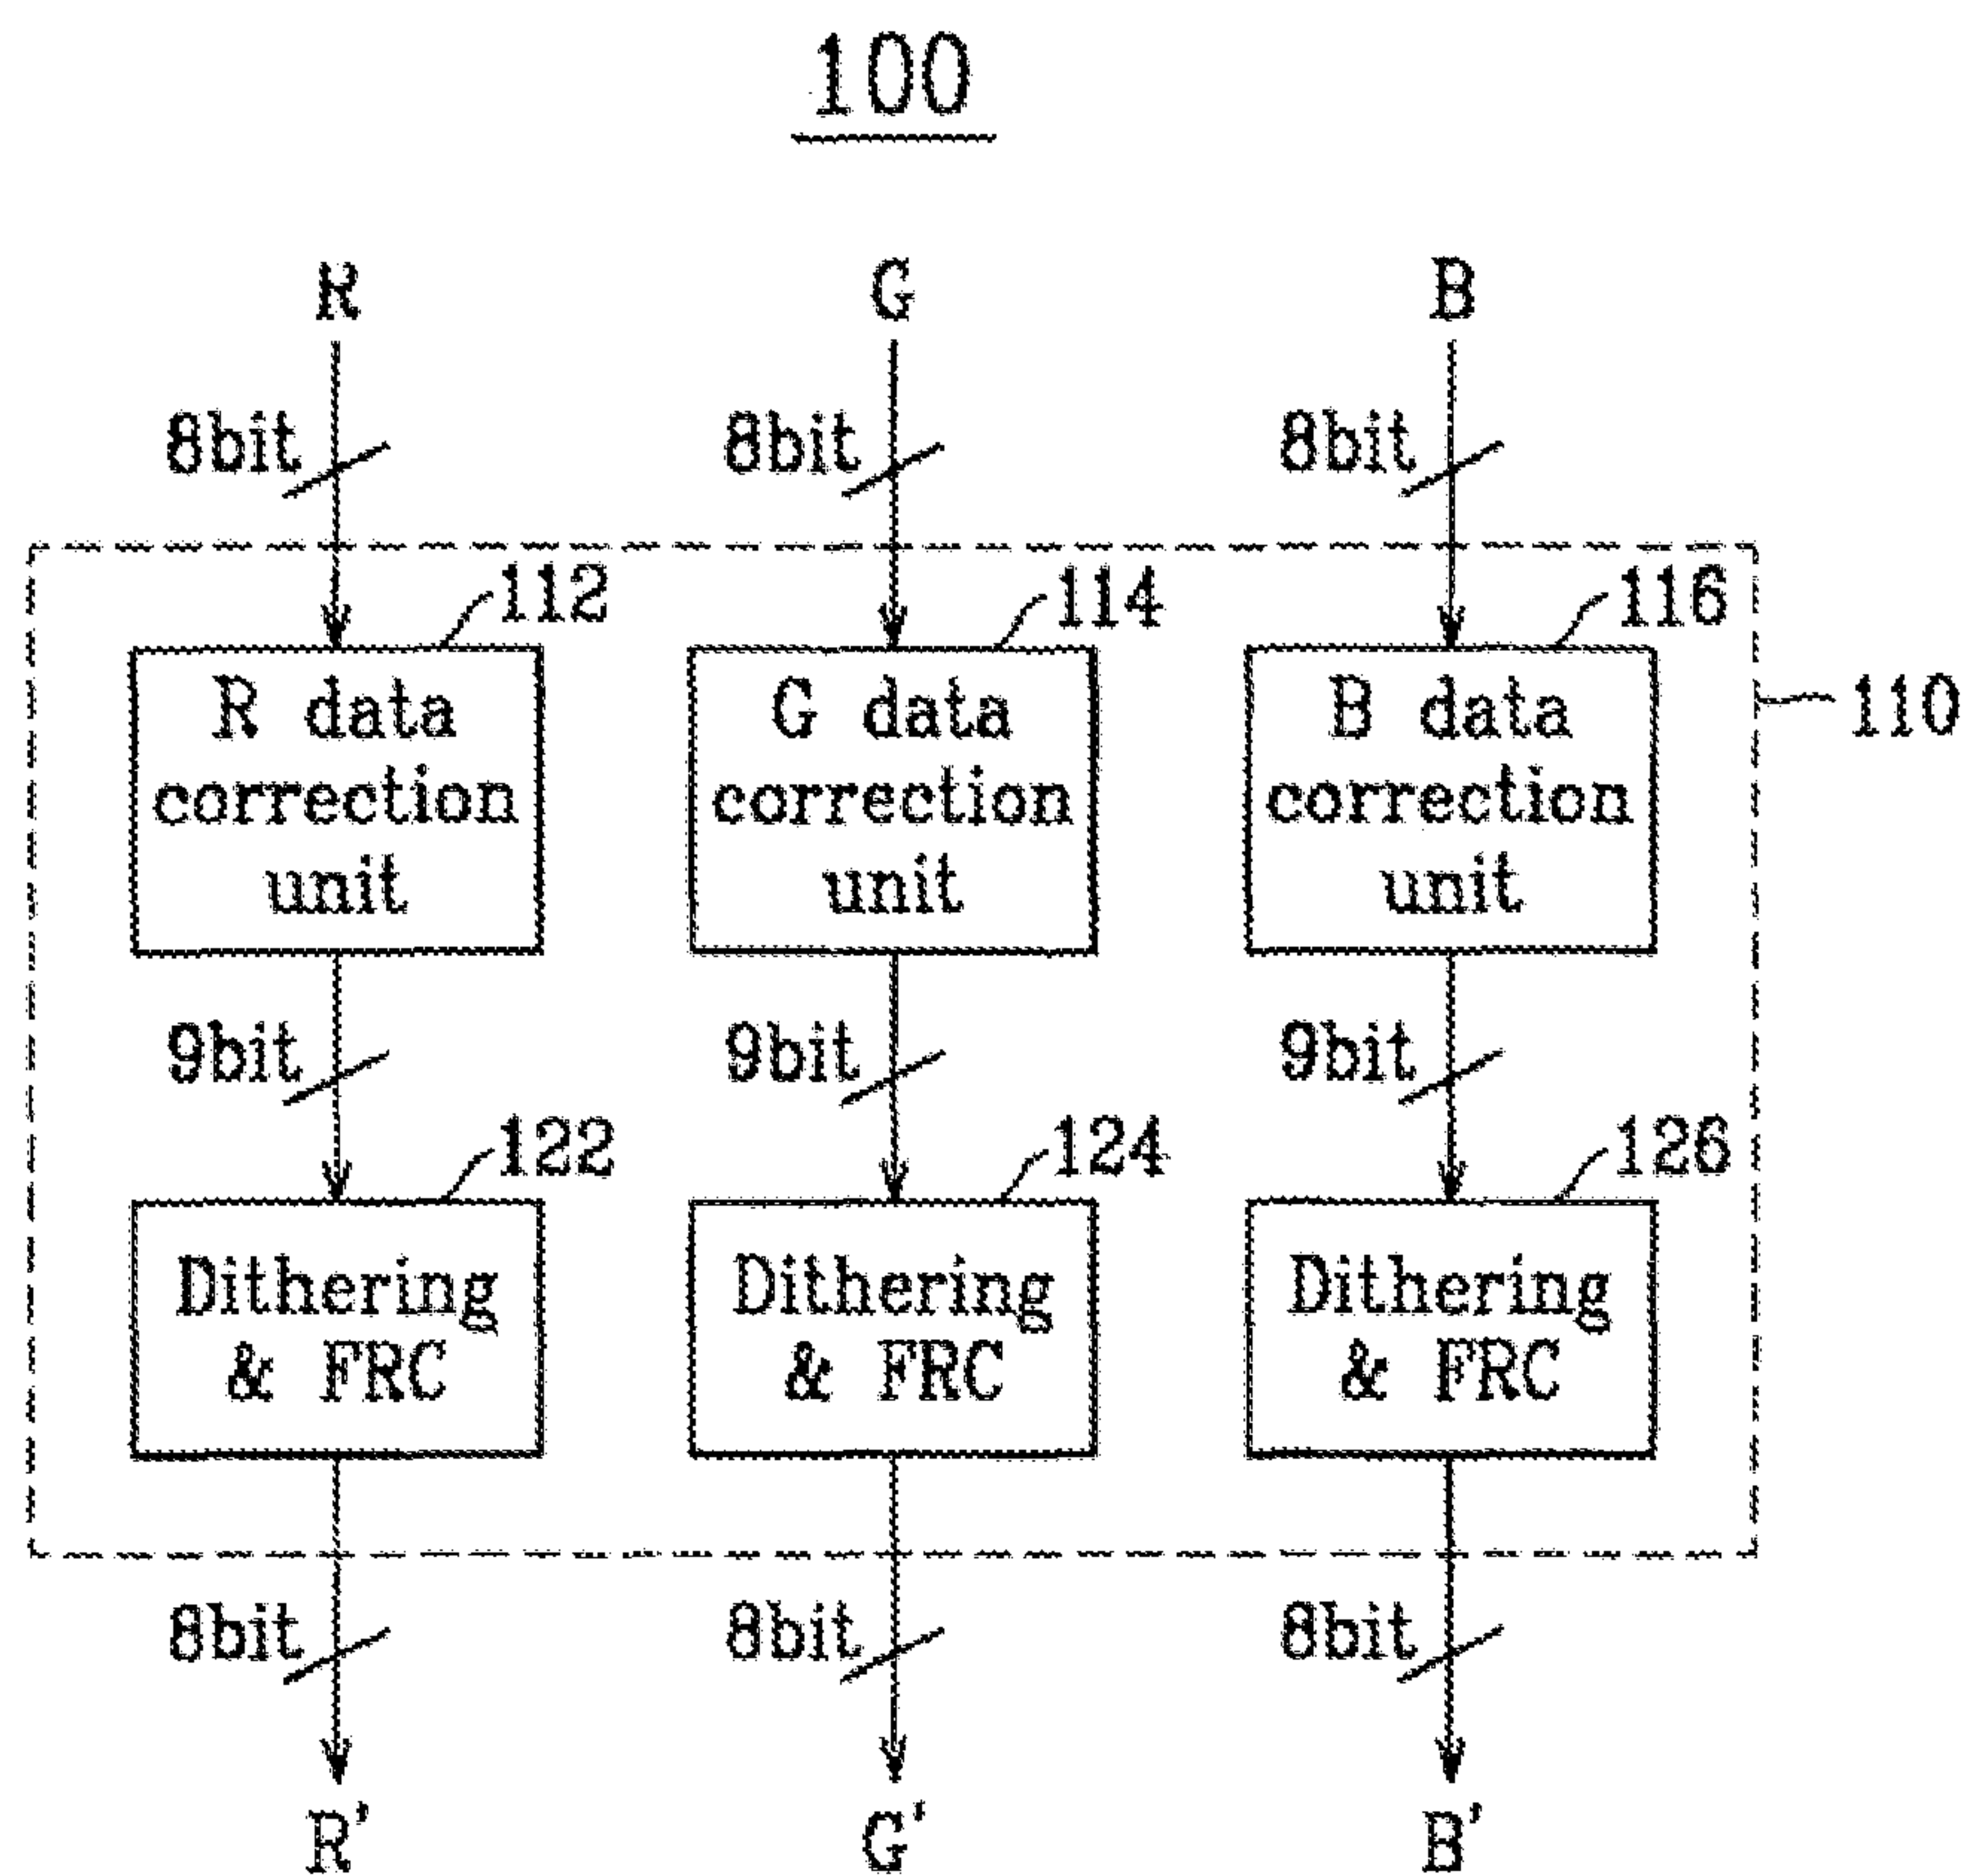 100
R G B
8bit 8bit 8bit
112 114 116
R data correction unit
G data correction unit
B data correction unit
110
9bit 9bit 9bit
122 124 126
Dithering & FRC
Dithering & FRC
Dithering & FRC
8bit 8bit 8bit
R' G' B'